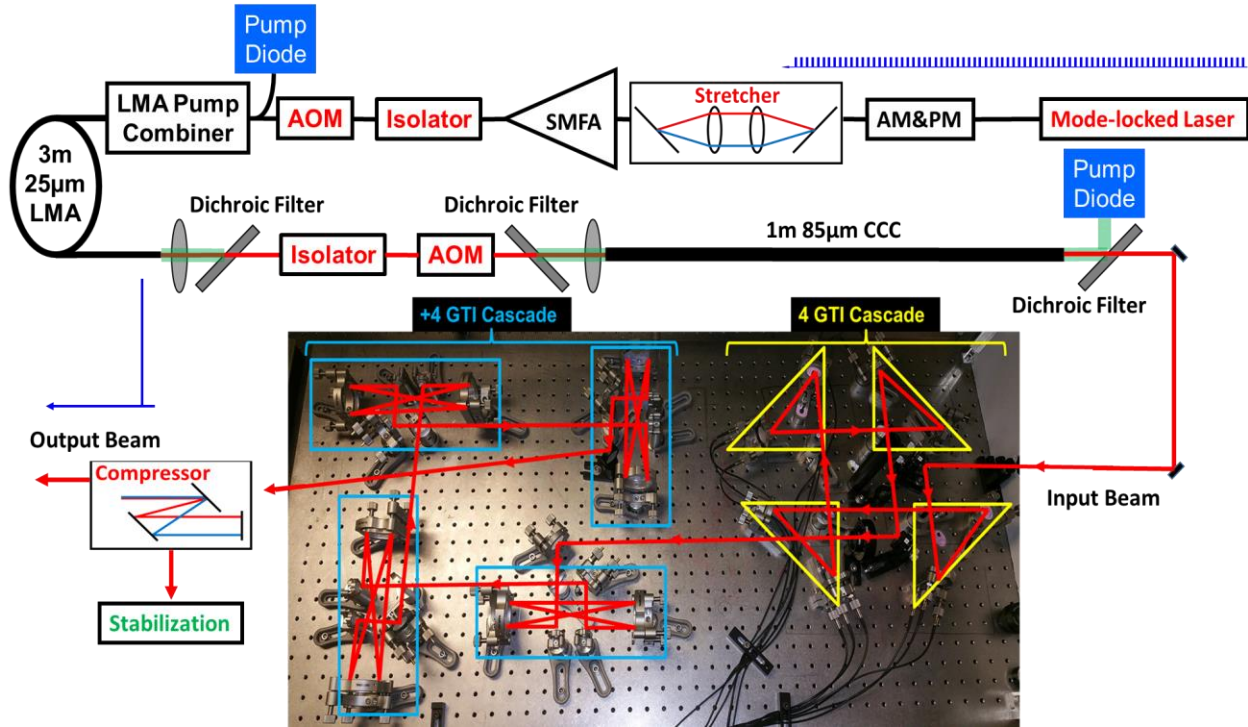 Pump
Diode
LMA Pump
Combiner
AOM
Isolator
SMFA
Stretcher
AM&PM
Mode-locked Laser
3m
25μm
LMA
Pump
Diode
Dichroic Filter
Isolator
AOM
Dichroic Filter
1m 85μm CCC
Dichroic Filter
+4 GTI Cascade
4 GTI Cascade
Output Beam
Compressor
Input Beam
Stabilization